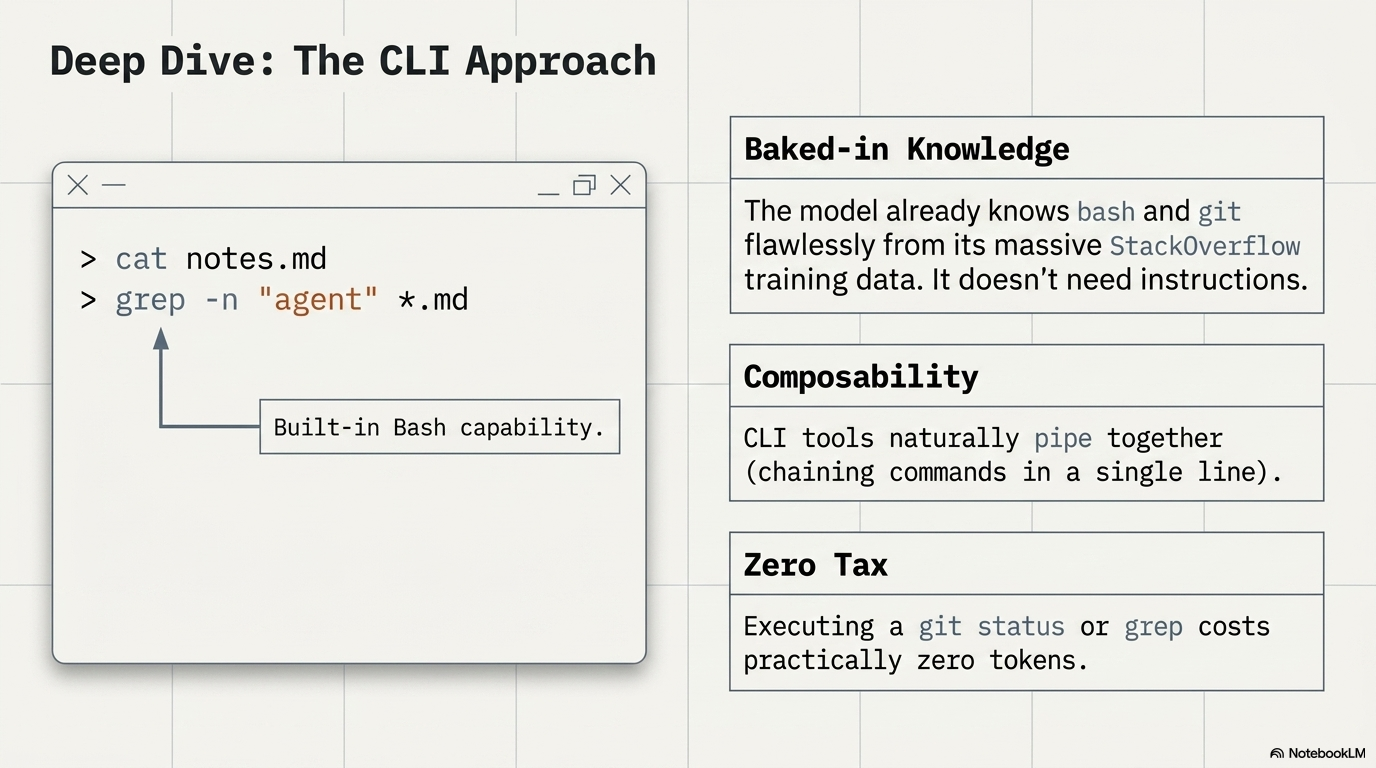 Deep Dive: The CLI Approach
> cat notes.md
> grep -n "agent" *.md
Built-in Bash capability.
Baked-in Knowledge
The model already knows bash and git
flawlessly from its massive StackOverflow
training data. It doesn't need instructions.
Composability
CLI tools naturally pipe together
(chaining commands in a single line).
Zero Tax
Executing a git status or grep costs
practically zero tokens.
NotebookLM